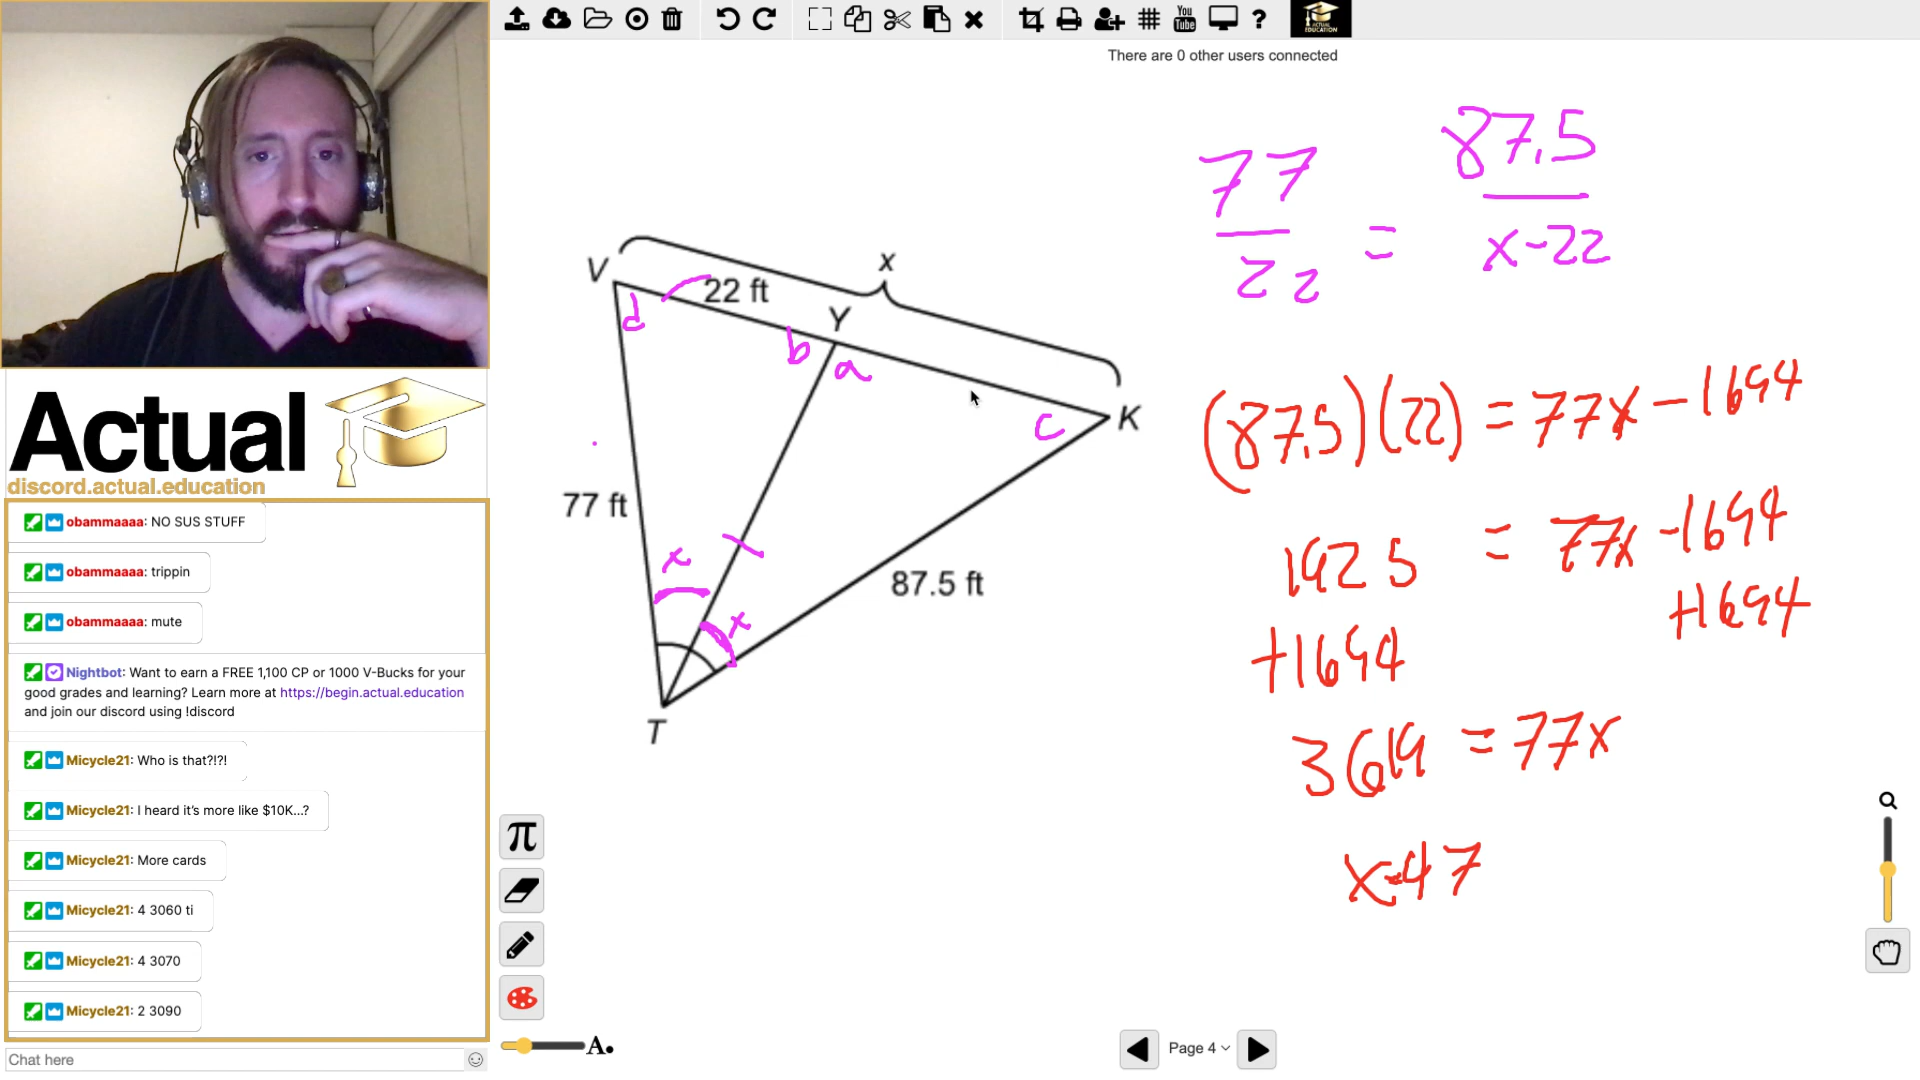 YouTube
ACTUAL EDUCATION
There are 0 other users connected
77
22
=
87.5
x-22
x
V
22 ft
Y
d
b
a
c
K
(87.5)(22) = 77x - 1694
77 ft
1925 = 77x - 1694
+1694
+1694
x
x
87.5 ft
T
3619 = 77x
x=47
Actual
discord.actual.education
obammaaaa: NO SUS STUFF
obammaaaa: trippin
obammaaaa: mute
Nightbot: Want to earn a FREE 1,100 CP or 1000 V-Bucks for your
good grades and learning? Learn more at https://begin.actual.education
and join our discord using !discord
Micycle21: Who is that?!?!
Micycle21: I heard it's more like $10K...?
Micycle21: More cards
Micycle21: 4 3060 ti
Micycle21: 4 3070
Micycle21: 2 3090
Chat here
π
A
Page 4